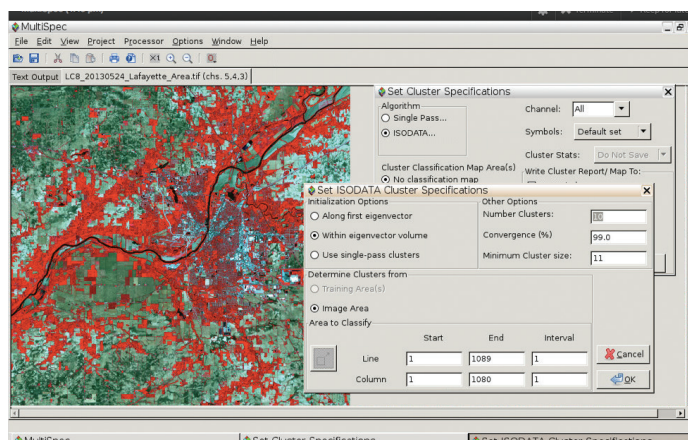 MultiSpec
File Edit View Project Processor Options Window Help
X1
Text Output LC8_20130524_Lafayette_Area.tif (chs. 5,4,3)
Set Cluster Specifications
Algorithm
Single Pass...
ISODATA...
Channel: All
Symbols: Default set
Cluster Stats: Do Not Save
Cluster Classification Map Area(s)
No classification map
Write Cluster Report/ Map To:
Set ISODATA Cluster Specifications
Initialization Options
Along first eigenvector
Within eigenvector volume
Use single-pass clusters
Other Options
Number Clusters: 10
Convergence (%) 99.0
Minimum Cluster size: 11
Determine Clusters from
Training Area(s)
Image Area
Area to Classify
Start End Interval
Line 1 1089 1
Column 1 1080 1
Cancel
OK
MultiSpec Set Cluster Specifications Set ISODATA Cluster Specifications